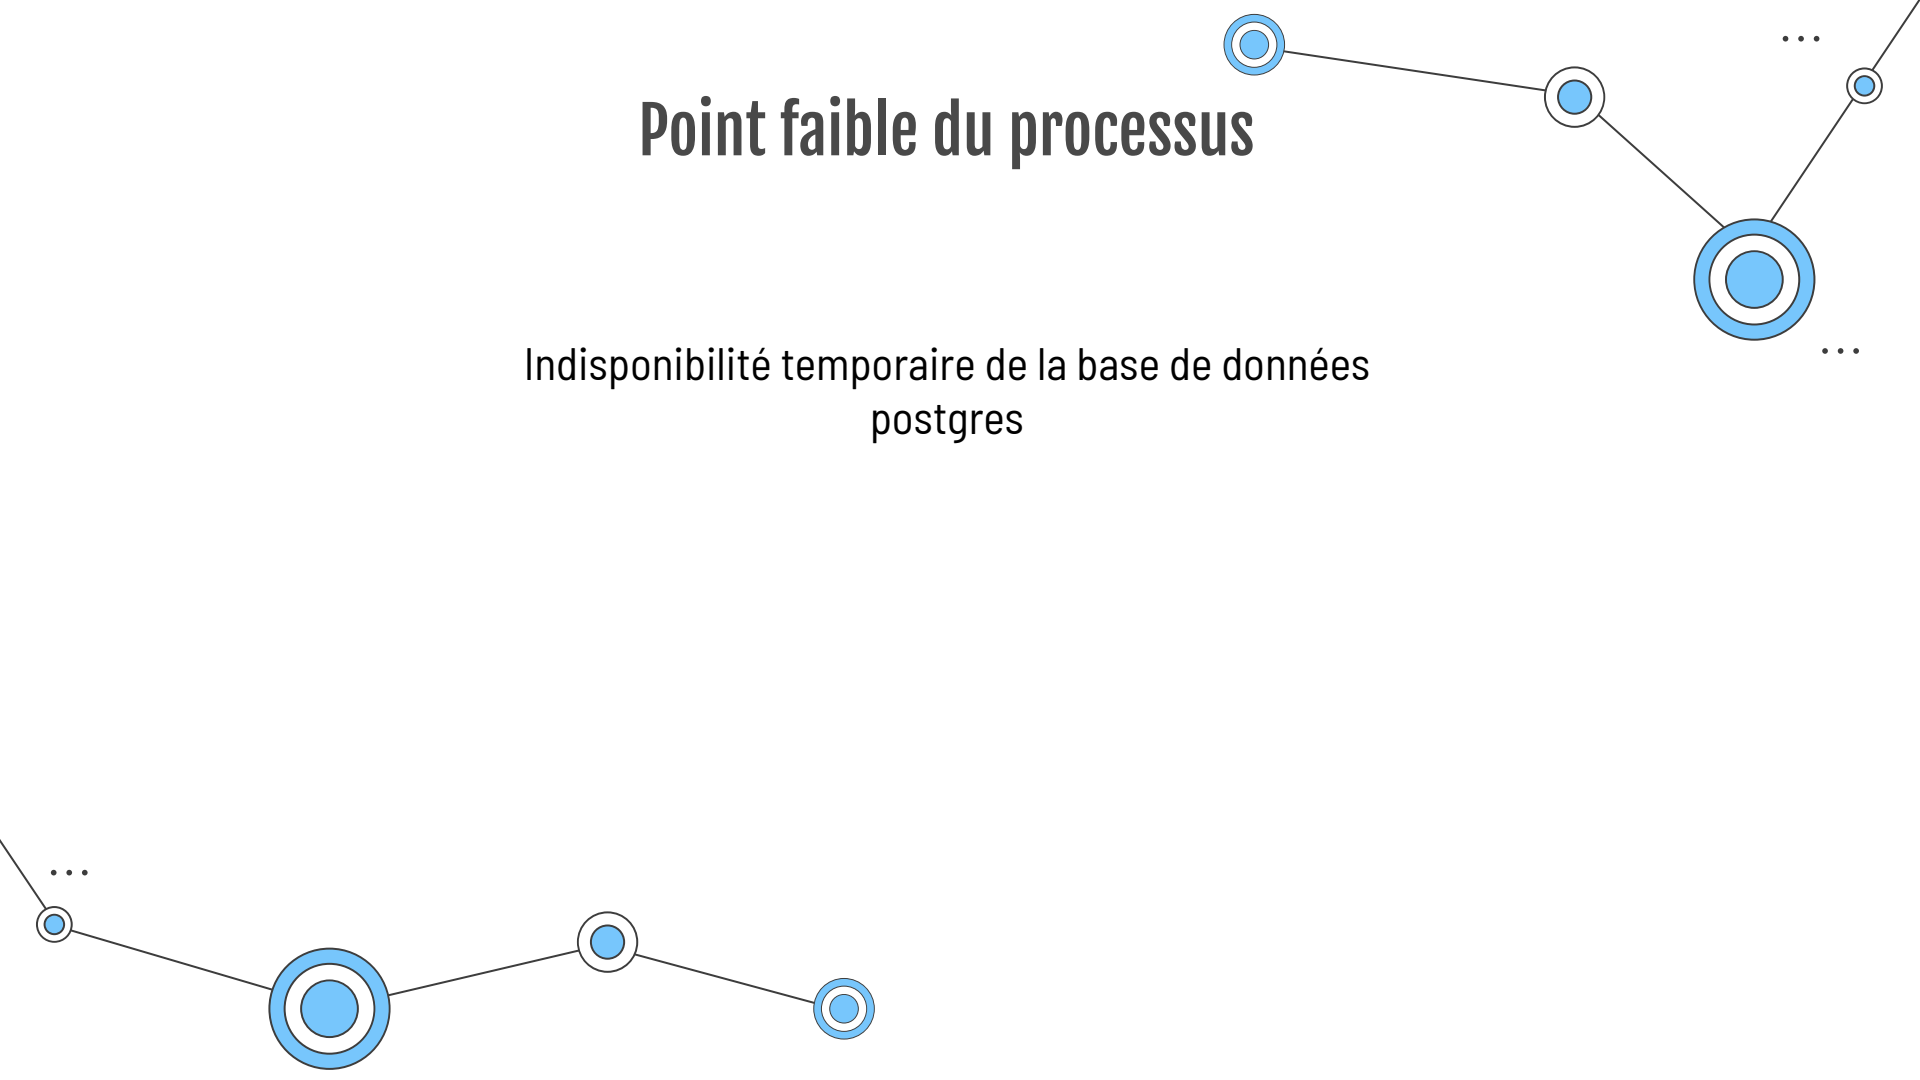 Point faible du processus
Indisponibilité temporaire de la base de données
postgres